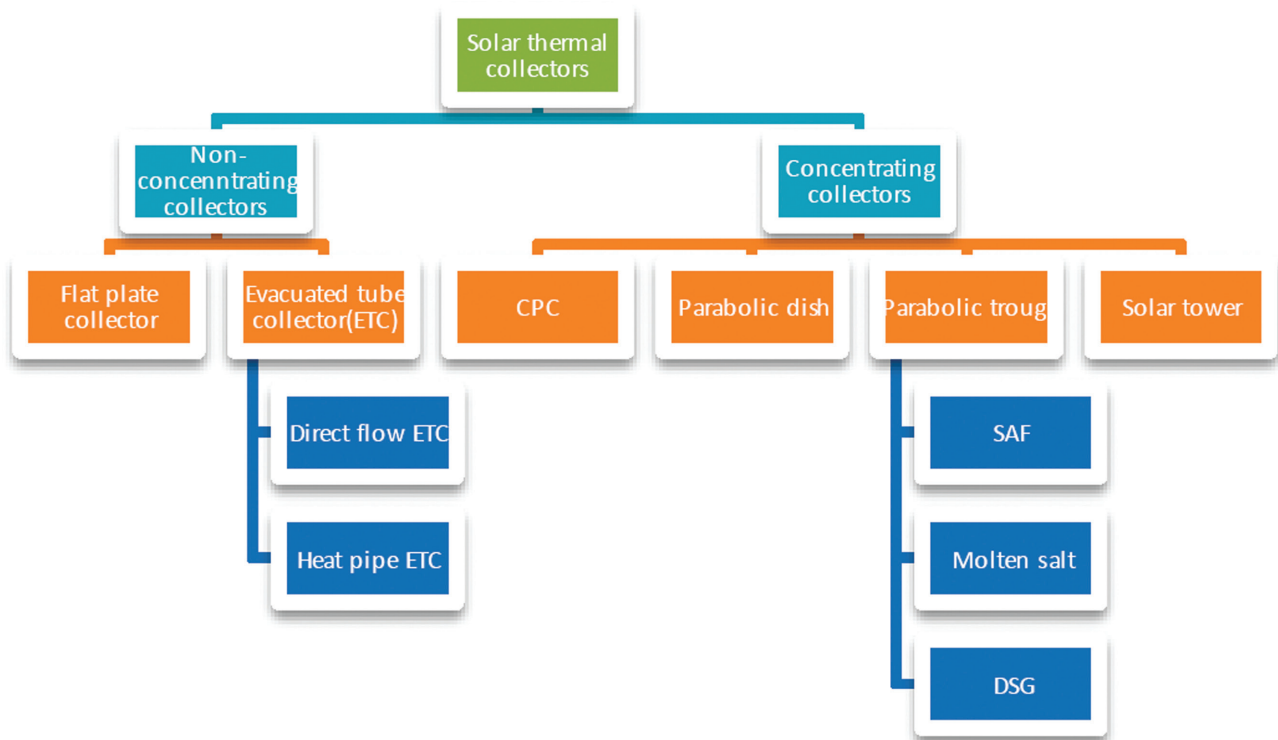 Solar thermal
collectors
Non-
concenntrating
collectors
Concentrating
collectors
Flat plate
collector
Evacuated tube
collector(ETC)
CPC
Parabolic dish
Parabolic troug
Solar tower
Direct flow ETC
Heat pipe ETC
SAF
Molten salt
DSG